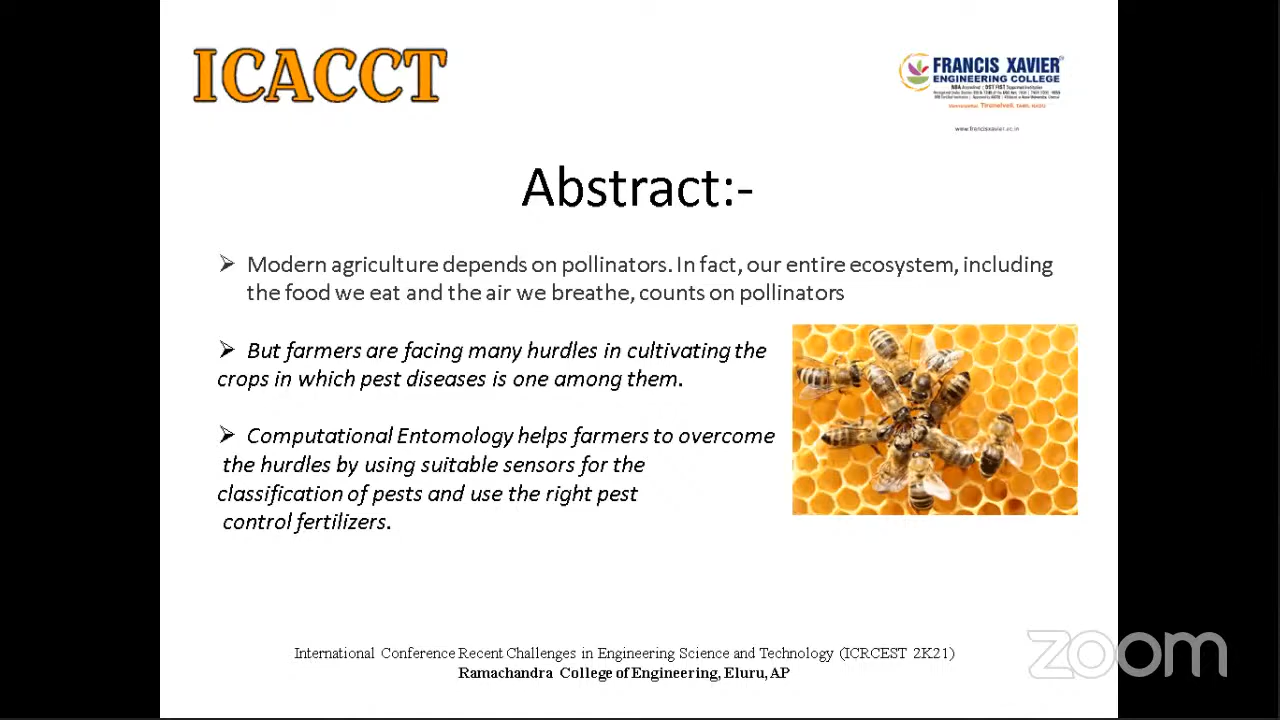 ICACCT
FRANCIS XAVIER
ENGINEERING COLLEGE
www.francisxavier.ac.in
Abstract:-
Modern agriculture depends on pollinators. In fact, our entire ecosystem, including
the food we eat and the air we breathe, counts on pollinators
But farmers are facing many hurdles in cultivating the
crops in which pest diseases is one among them.
Computational Entomology helps farmers to overcome
the hurdles by using suitable sensors for the
classification of pests and use the right pest
control fertilizers.
International Conference Recent Challenges in Engineering Science and Technology (ICRCEST 2K21)
Ramachandra College of Engineering, Eluru, AP
zoom